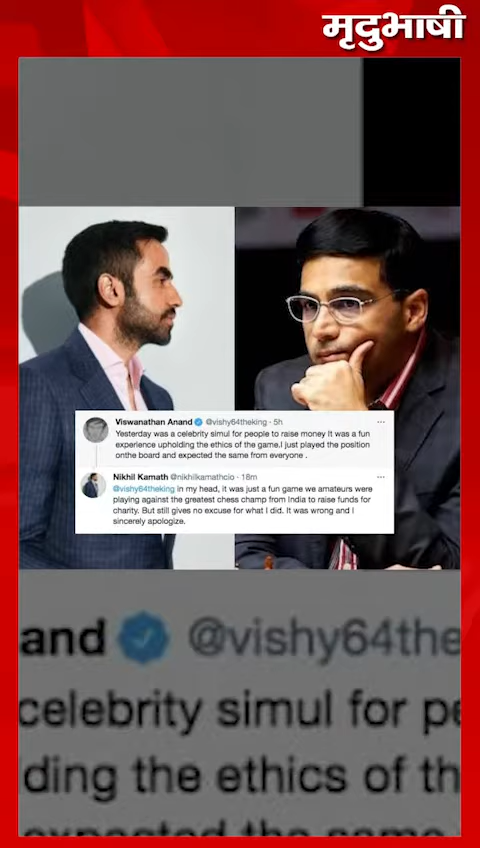 मृदुभाषी
Viswanathan Anand @vishy64theking · 5h
Yesterday was a celebrity simul for people to raise money It was a fun
experience upholding the ethics of the game.I just played the position
onthe board and expected the same from everyone .
Nikhil Kamath @nikhilkamathcio · 18m
@vishy64theking in my head, it was just a fun game we amateurs were
playing against the greatest chess champ from India to raise funds for
charity. But still gives no excuse for what I did. It was wrong and I
sincerely apologize.
and @vishy64the
celebrity simul for pe
ding the ethics of th
expected the same